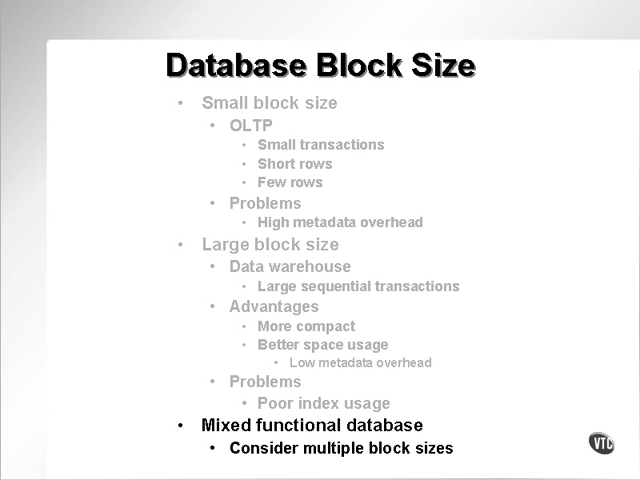 Database Block Size
• Small block size
• OLTP
• Small transactions
• Short rows
• Few rows
• Problems
• High metadata overhead
• Large block size
• Data warehouse
• Large sequential transactions
• Advantages
• More compact
• Better space usage
• Low metadata overhead
• Problems
• Poor index usage
• Mixed functional database
• Consider multiple block sizes
VTC